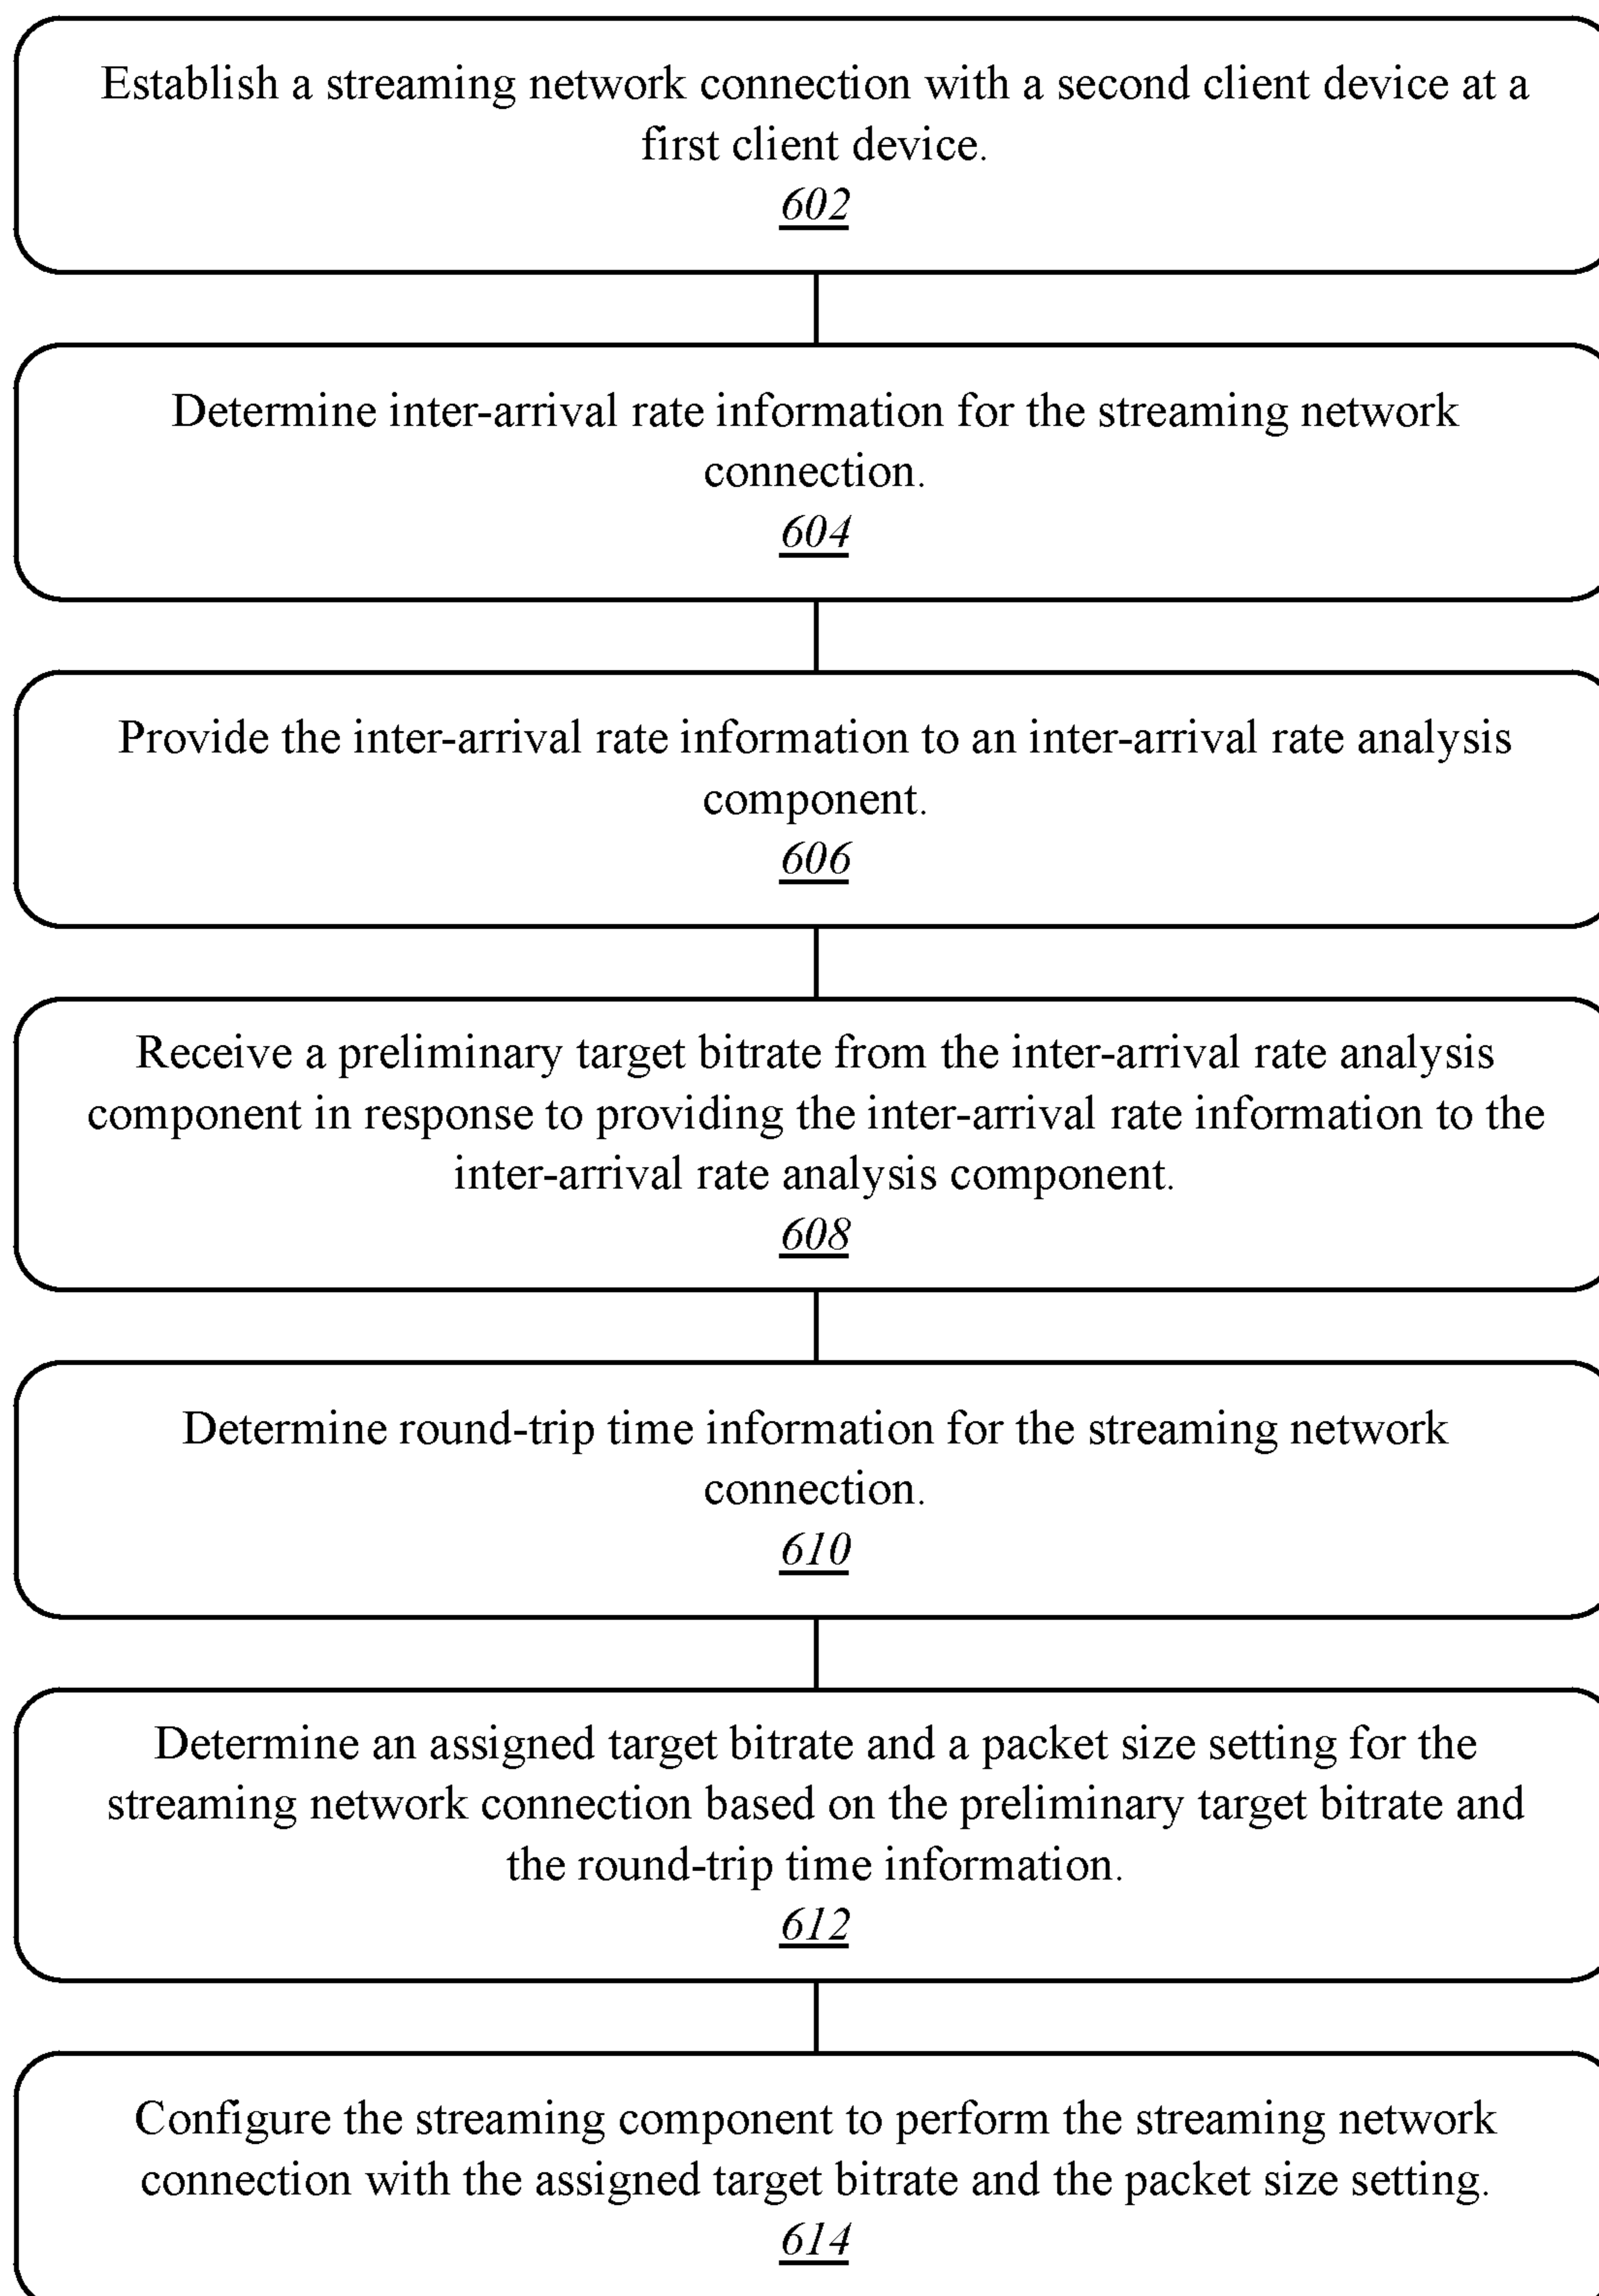 Establish a streaming network connection with a second client device at a
first client device.
602
Determine inter-arrival rate information for the streaming network
connection.
604
Provide the inter-arrival rate information to an inter-arrival rate analysis
component.
606
Receive a preliminary target bitrate from the inter-arrival rate analysis
component in response to providing the inter-arrival rate information to the
inter-arrival rate analysis component.
608
Determine round-trip time information for the streaming network
connection.
610
Determine an assigned target bitrate and a packet size setting for the
streaming network connection based on the preliminary target bitrate and
the round-trip time information.
612
Configure the streaming component to perform the streaming network
connection with the assigned target bitrate and the packet size setting.
614